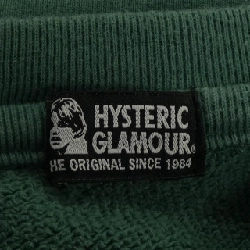 HYSTERIC
GLAMOUR®
HE ORIGINAL SINCE 1984